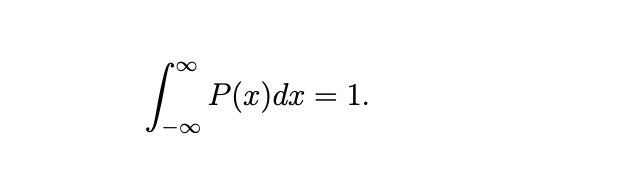 ∫_{-∞}^{∞} P(x)dx = 1.